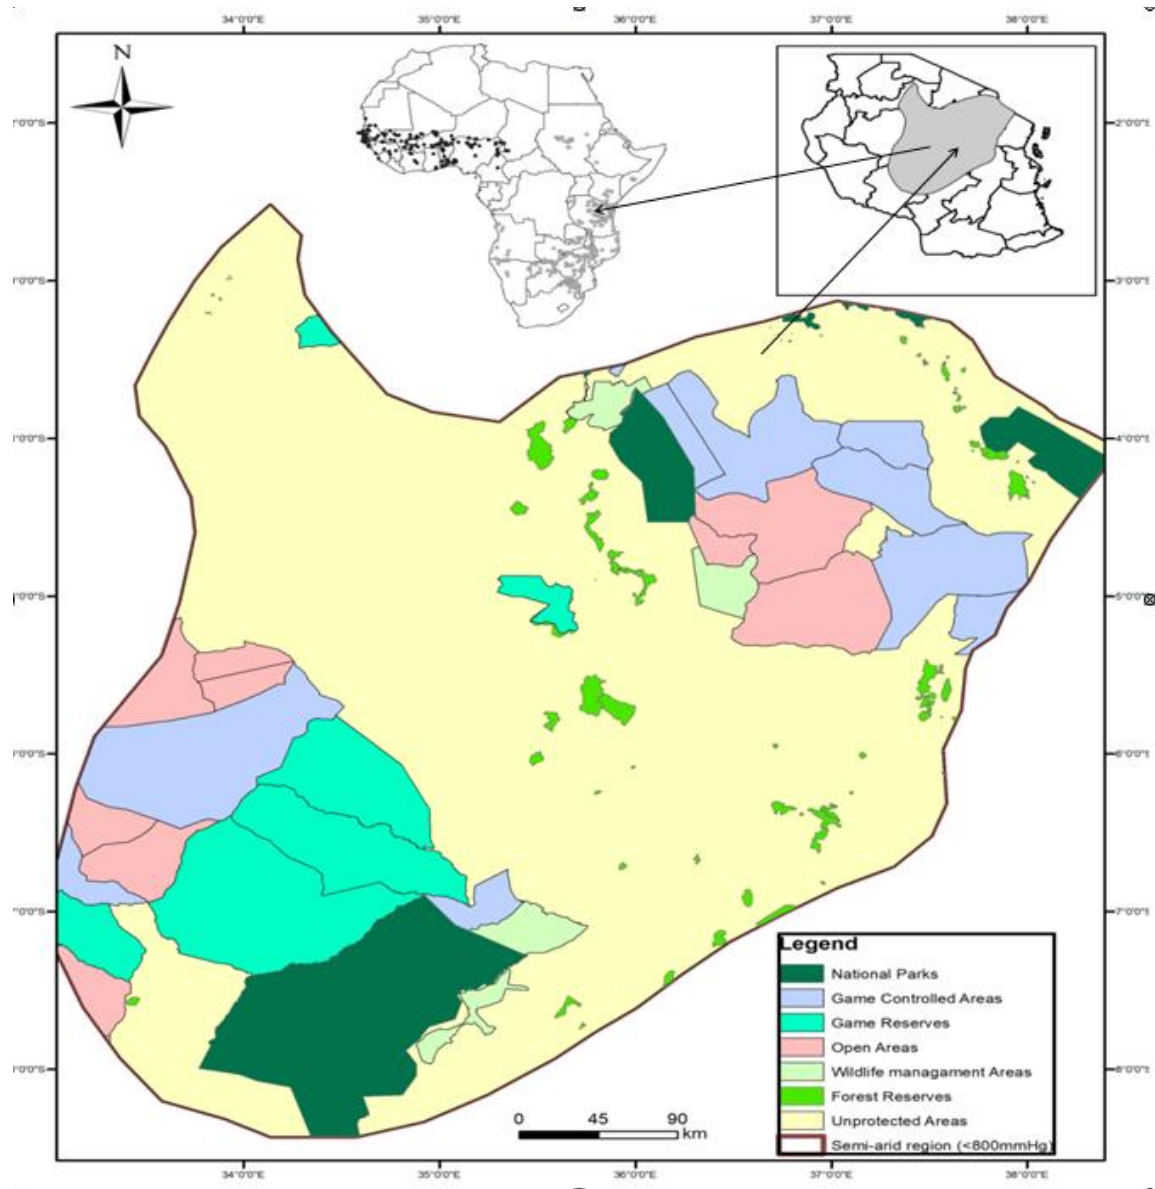 34°0'0"E 35°0'0"E 36°0'0"E 37°0'0"E
N
2°0'0"S
3°0'0"S
4°0'0"S
5°0'0"S
6°0'0"S
7°0'0"S
Legend
National Parks
Game Controlled Areas
Game Reserves
Open Areas
Wildlife managament Areas
Forest Reserves
Unprotected Areas
Semi-arid region (<800mmHg)
8°0'0"S
0 45 90
km
34°0'0"E 35°0'0"E 36°0'0"E 37°0'0"E 38°0'0"E